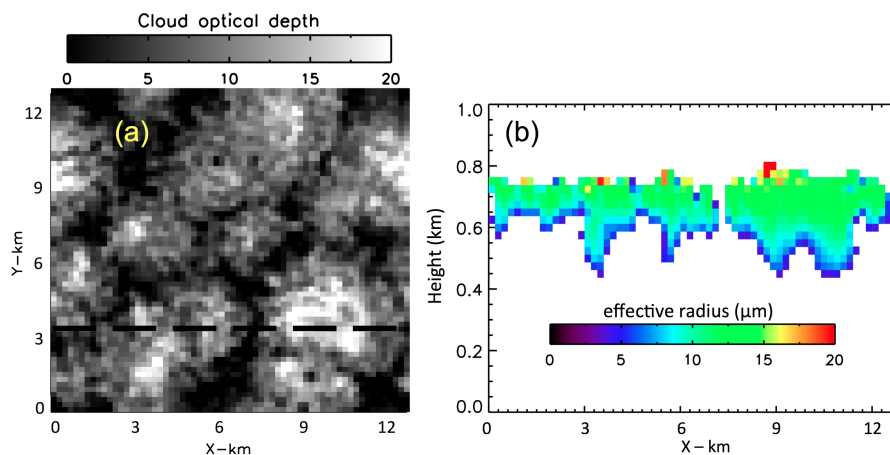 Cloud optical depth
0 5 10 15 20
(a)
12
9
6
3
0
Y-km
0 3 6 9 12
X-km
(b)
1.0
0.8
0.6
0.4
0.2
0.0
Height (km)
effective radius (μm)
0 5 10 15 20
0 3 6 9 12
X-km